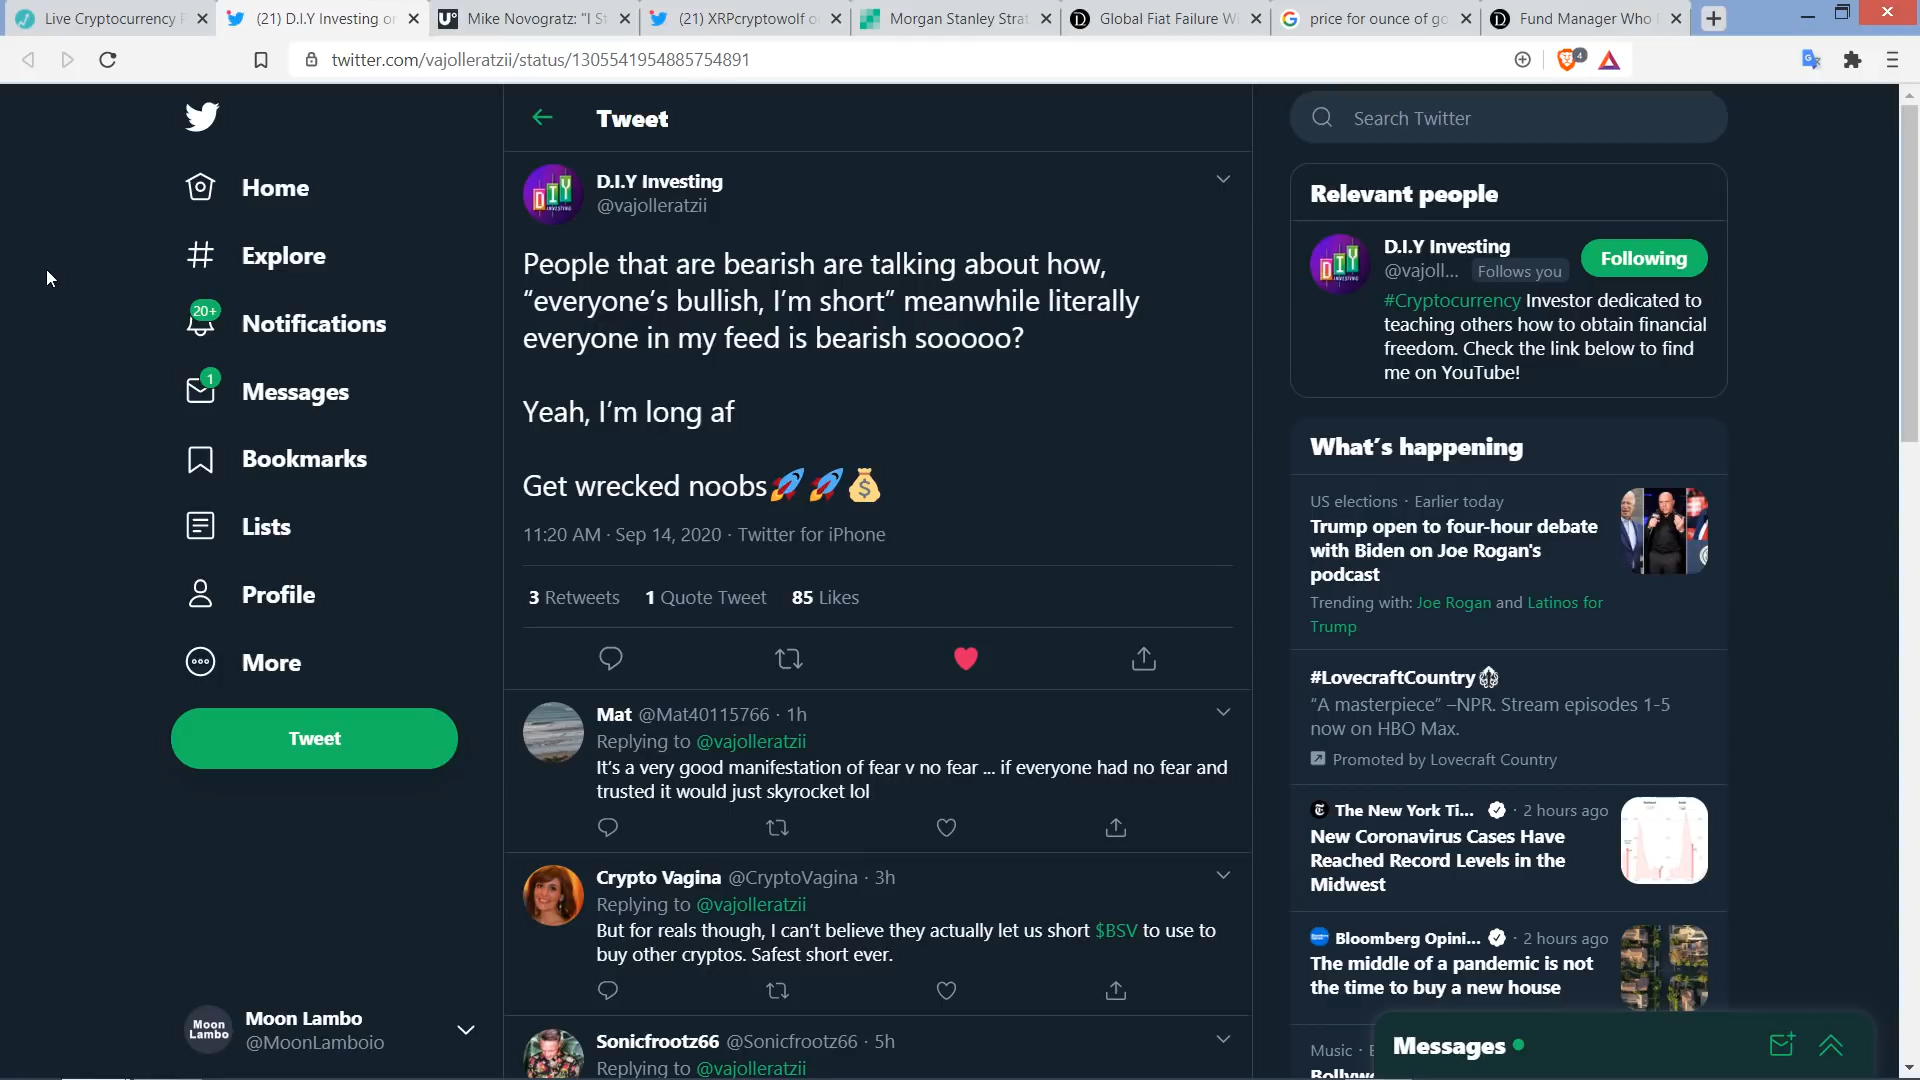 Live Cryptocurrency P
(21) D.I.Y Investing on
Mike Novogratz: "I St
(21) XRPcryptowolf o
Morgan Stanley Strat
Global Fiat Failure Wi
price for ounce of go
Fund Manager Who
twitter.com/vajolleratzii/status/1305541954885754891
4
Home
Explore
20+
Notifications
1
Messages
Bookmarks
Lists
Profile
More
Tweet
Moon Lambo
Moon Lambo
@MoonLamboio
Tweet
DIY
INVESTING
D.I.Y Investing
@vajolleratzii
People that are bearish are talking about how,
“everyone’s bullish, I’m short” meanwhile literally
everyone in my feed is bearish sooooo?
Yeah, I’m long af
Get wrecked noobs🚀🚀💰
11:20 AM · Sep 14, 2020 · Twitter for iPhone
3 Retweets 1 Quote Tweet 85 Likes
Mat @Mat40115766 · 1h
Replying to @vajolleratzii
It’s a very good manifestation of fear v no fear ... if everyone had no fear and
trusted it would just skyrocket lol
Crypto Vagina @CryptoVagina · 3h
Replying to @vajolleratzii
But for reals though, I can’t believe they actually let us short $BSV to use to
buy other cryptos. Safest short ever.
Sonicfrootz66 @Sonicfrootz66 · 5h
Replying to @vajolleratzii
Search Twitter
Relevant people
DIY
D.I.Y Investing
@vajoll... Follows you
Following
#Cryptocurrency Investor dedicated to
teaching others how to obtain financial
freedom. Check the link below to find
me on YouTube!
What’s happening
US elections · Earlier today
Trump open to four-hour debate
with Biden on Joe Rogan's
podcast
Trending with: Joe Rogan and Latinos for
Trump
#LovecraftCountry
“A masterpiece” –NPR. Stream episodes 1-5
now on HBO Max.
Promoted by Lovecraft Country
The New York Ti... · 2 hours ago
New Coronavirus Cases Have
Reached Record Levels in the
Midwest
Bloomberg Opini... · 2 hours ago
The middle of a pandemic is not
the time to buy a new house
Music ·
Messages